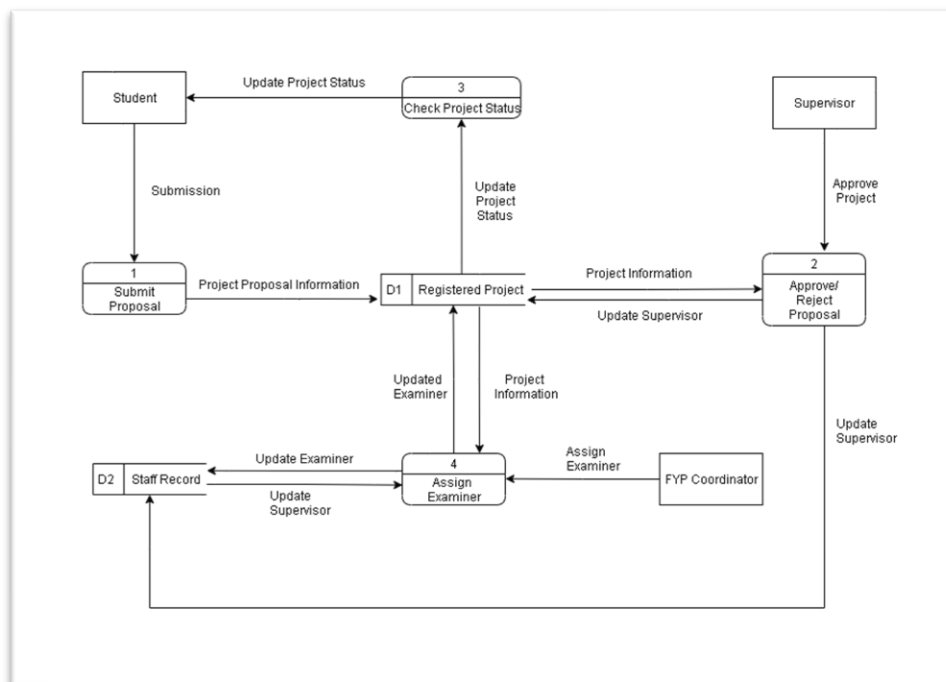 Update Project Status
3
Student
Check Project Status
Supervisor
Submission
Update
Project
Status
Approve
Project
1
Submit
Proposal
Project Proposal Information
D1
Registered Project
Project Information
Update Supervisor
2
Approve/
Reject
Proposal
Updated
Examiner
Project
Information
Update
Supervisor
D2
Staff Record
Update Examiner
Update
Supervisor
4
Assign
Examiner
Assign
Examiner
FYP Coordinator